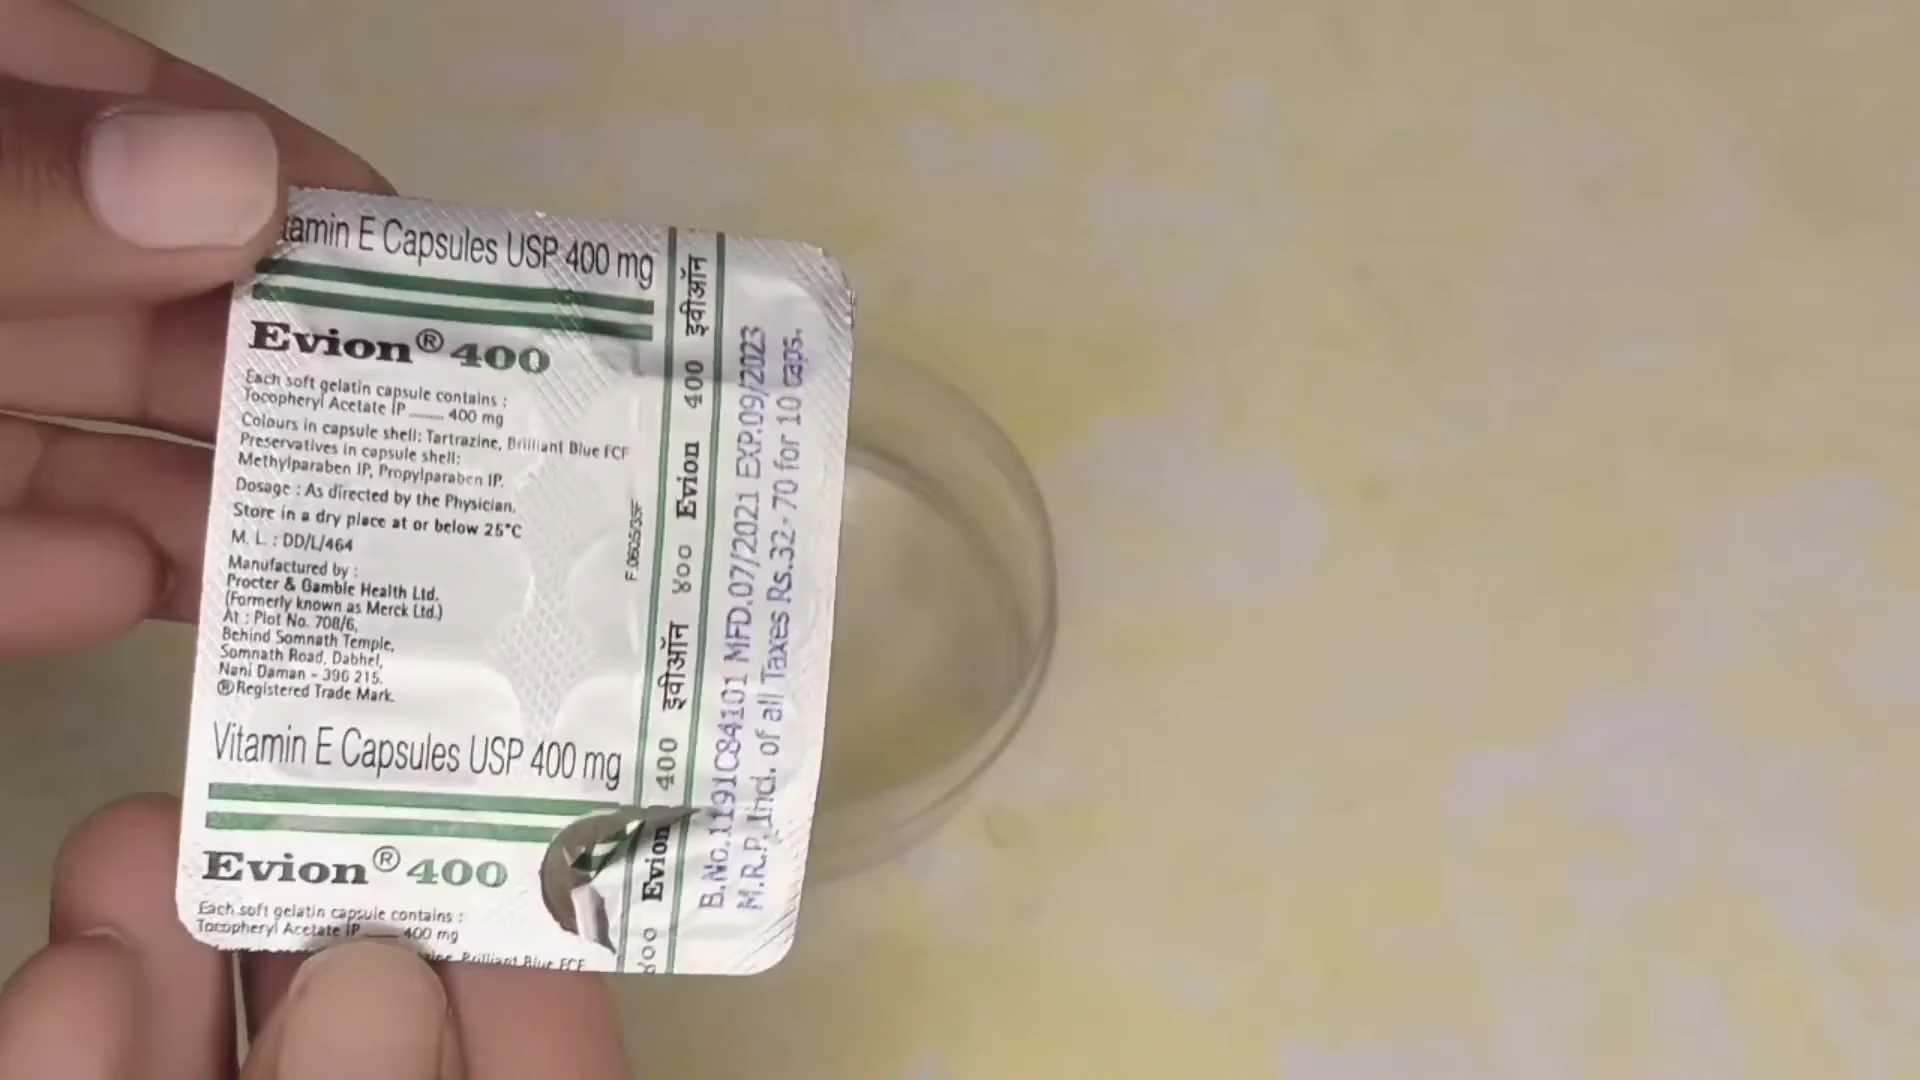 tamin E Capsules USP 400 mg
Evion® 400
Each soft gelatin capsule contains :
Tocopheryl Acetate IP ........ 400 mg
Colours in capsule shell: Tartrazine, Brilliant Blue FCF
Preservatives in capsule shell:
Methylparaben IP, Propylparaben IP.
Dosage : As directed by the Physician.
Store in a dry place at or below 25°C
M. L. : DD/L/464
Manufactured by :
Procter & Gamble Health Ltd.
(Formerly known as Merck Ltd.)
At : Plot No. 708/6,
Behind Somnath Temple,
Somnath Road, Dabhel,
Nani Daman - 396 215.
® Registered Trade Mark.
Vitamin E Capsules USP 400 mg
Evion® 400
Each soft gelatin capsule contains :
Tocopheryl Acetate IP ........ 400 mg
Brilliant Blue FCF
४०० Evion 400 इवीऑन ४०० Evion 400 इवीऑन
B.No.1191C84101 MFD.07/2021 EXP.09/2023
M.R.P. Incl. of all Taxes Rs.32-70 for 10 caps.